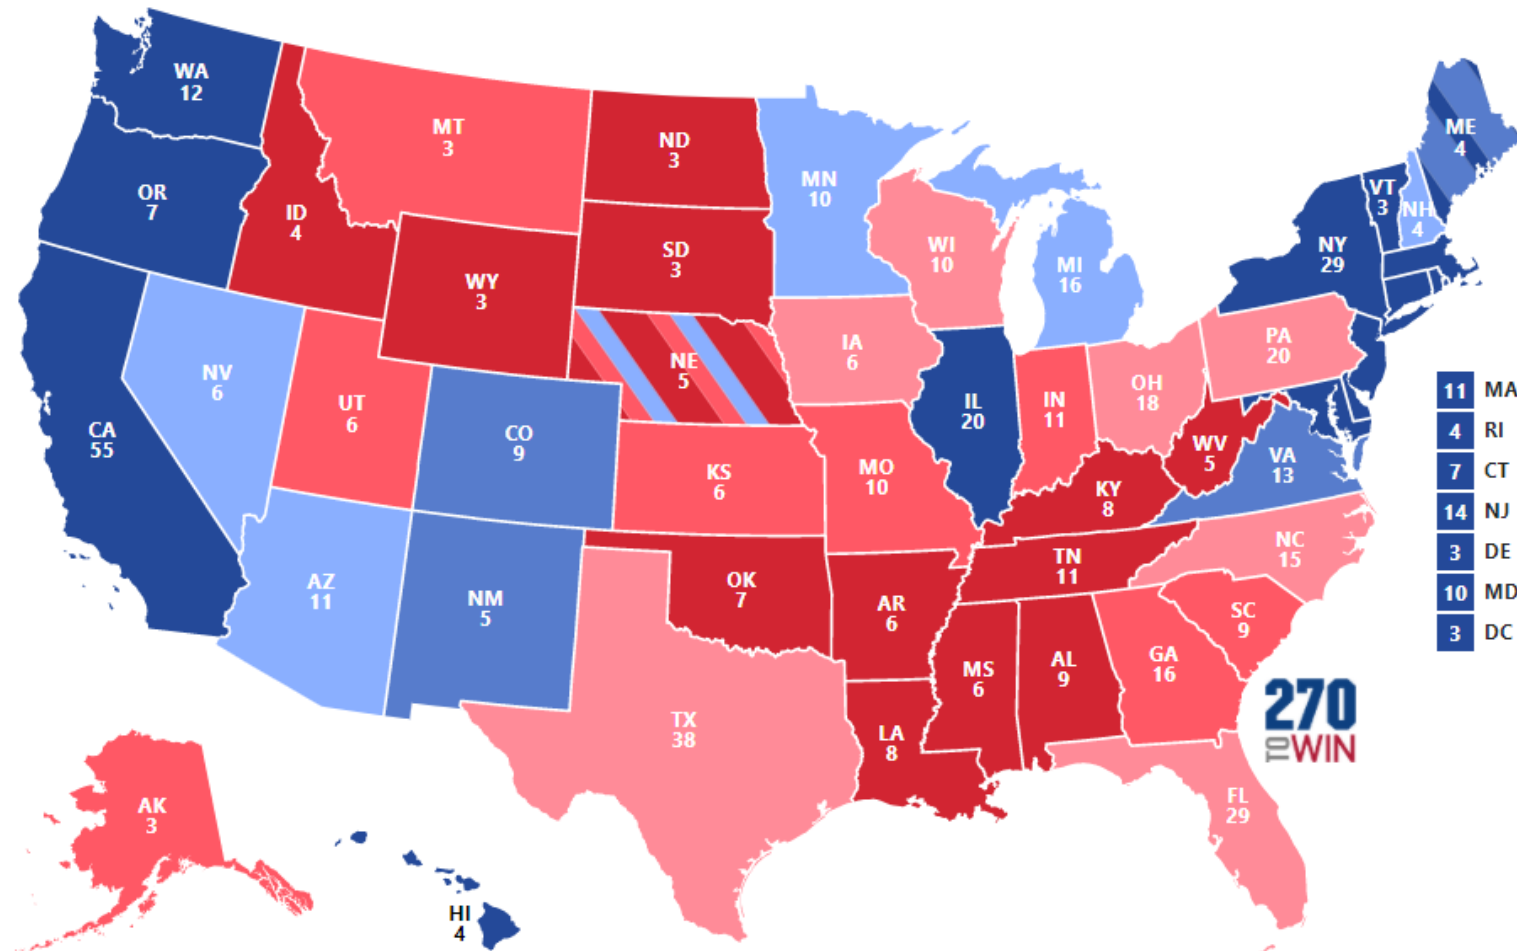 WA
12
OR
7
CA
55
NV
6
ID
4
MT
3
WY
3
UT
6
CO
9
AZ
11
NM
5
ND
3
SD
3
NE
5
KS
6
OK
7
TX
38
MN
10
IA
6
MO
10
AR
6
LA
8
WI
10
IL
20
MI
16
IN
11
OH
18
KY
8
TN
11
MS
6
AL
9
GA
16
FL
29
SC
9
NC
15
VA
13
WV
5
PA
20
NY
29
VT
3
NH
4
ME
4
11 MA
4 RI
7 CT
14 NJ
3 DE
10 MD
3 DC
AK
3
HI
4
270
TO WIN